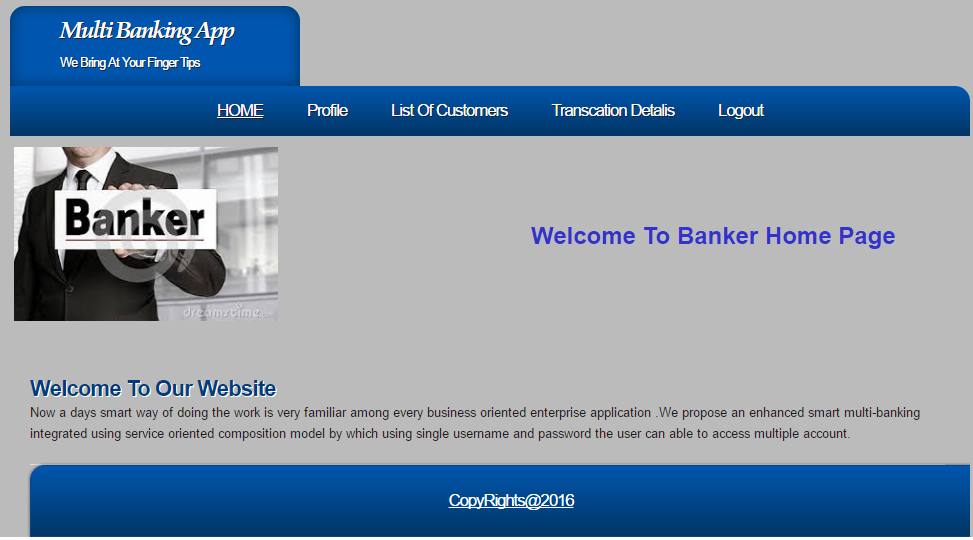 Multi Banking App
We Bring At Your Finger Tips
HOME Profile List Of Customers Transcation Detalis Logout
Banker
dreamstime
Welcome To Banker Home Page
Welcome To Our Website
Now a days smart way of doing the work is very familiar among every business oriented enterprise application .We propose an enhanced smart multi-banking
integrated using service oriented composition model by which using single username and password the user can able to access multiple account.
CopyRights@2016